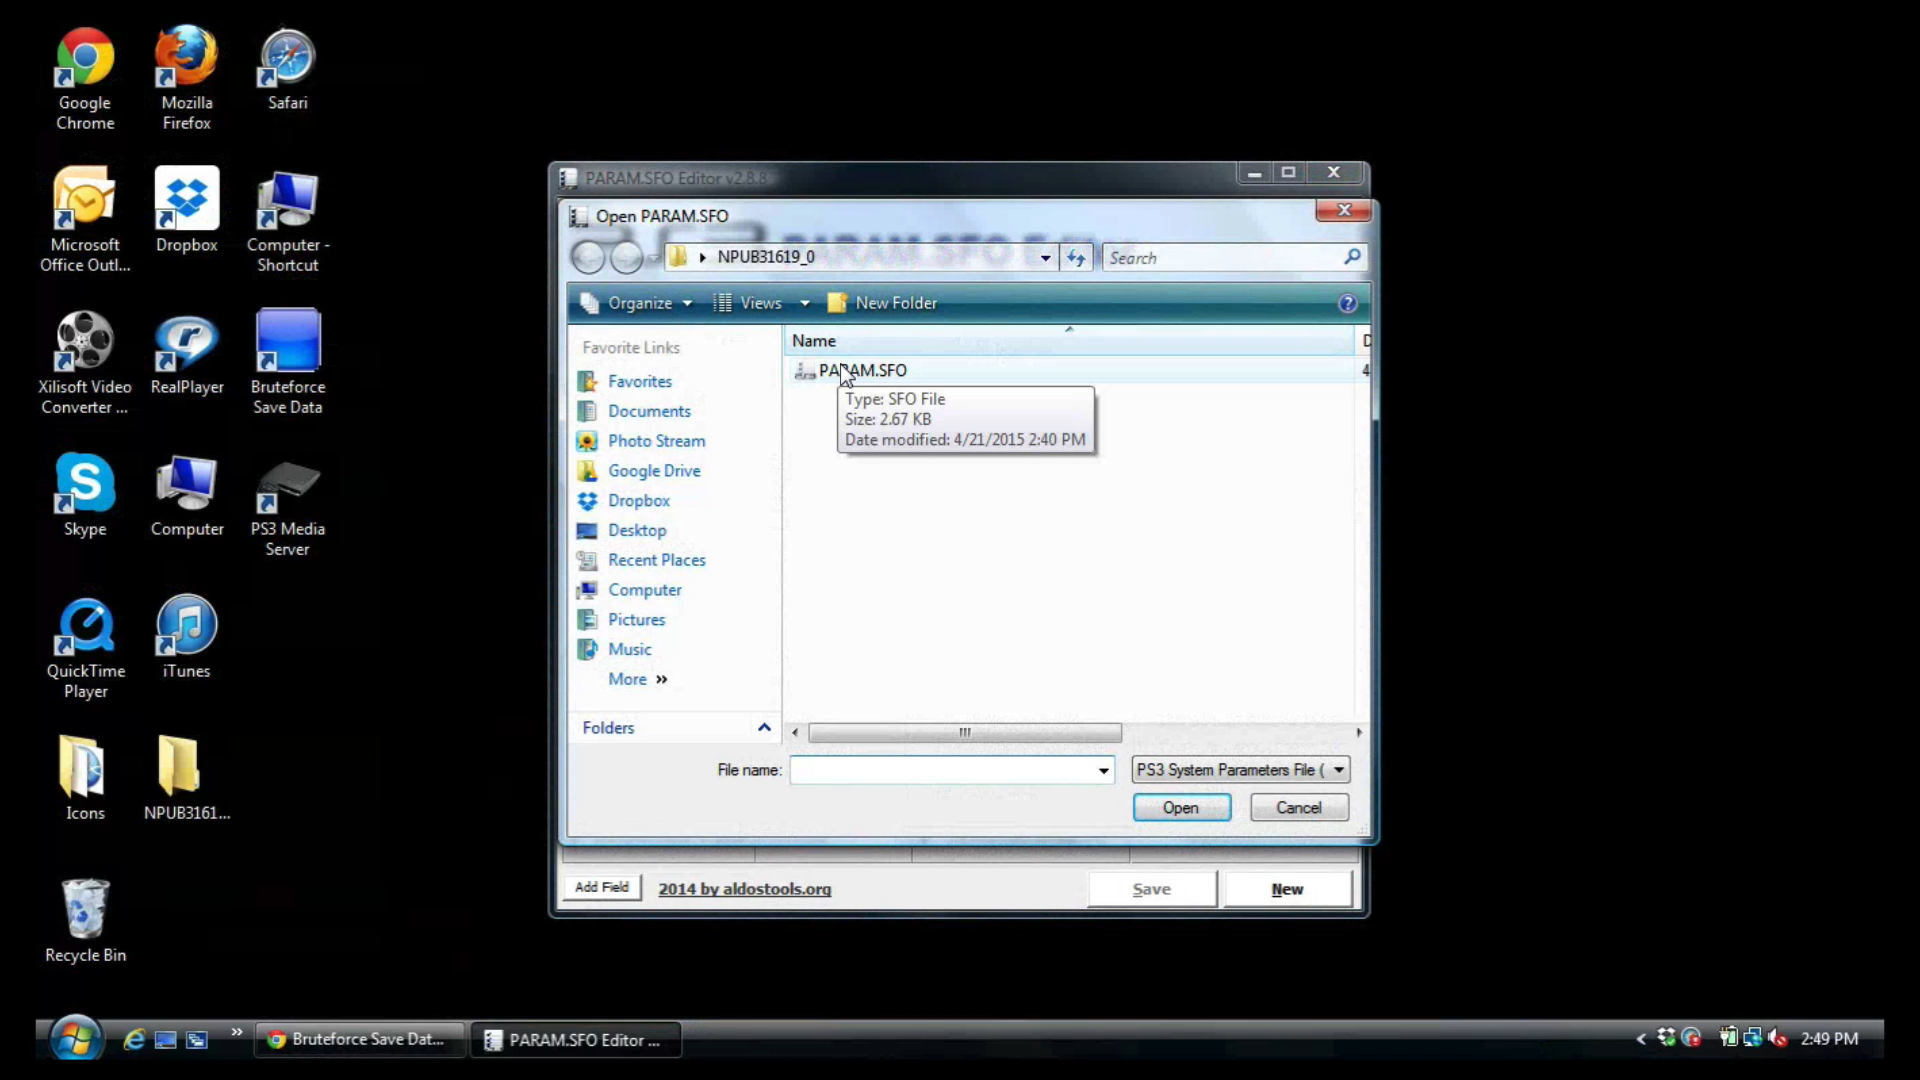 Google
Chrome
Mozilla
Firefox
Safari
Microsoft
Office Outl...
Dropbox
Computer -
Shortcut
Xilisoft Video
Converter ...
RealPlayer
Bruteforce
Save Data
Skype
Computer
PS3 Media
Server
QuickTime
Player
iTunes
Icons
NPUB3161...
Recycle Bin
PARAM.SFO Editor v2.8.8
Open PARAM.SFO
NPUB31619_0
Search
Organize
Views
New Folder
Favorite Links
Favorites
Documents
Photo Stream
Google Drive
Dropbox
Desktop
Recent Places
Computer
Pictures
Music
More »
Folders
Name
D
PARAM.SFO
4
Type: SFO File
Size: 2.67 KB
Date modified: 4/21/2015 2:40 PM
File name:
PS3 System Parameters File (
Open
Cancel
Add Field
2014 by aldostools.org
Save
New
Bruteforce Save Dat...
PARAM.SFO Editor ...
2:49 PM